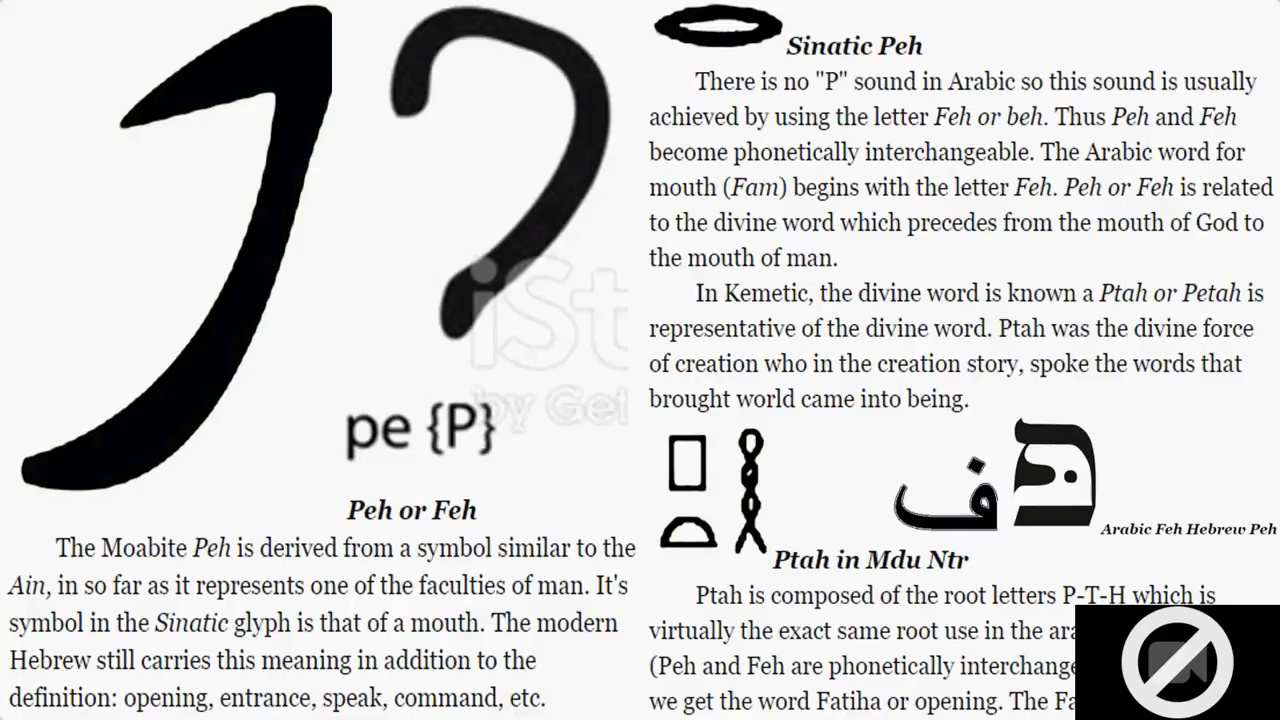 pe {P}
Peh or Feh
The Moabite Peh is derived from a symbol similar to the
Ain, in so far as it represents one of the faculties of man. It's
symbol in the Sinatic glyph is that of a mouth. The modern
Hebrew still carries this meaning in addition to the
definition: opening, entrance, speak, command, etc.
Sinatic Peh
There is no "P" sound in Arabic so this sound is usually
achieved by using the letter Feh or beh. Thus Peh and Feh
become phonetically interchangeable. The Arabic word for
mouth (Fam) begins with the letter Feh. Peh or Feh is related
to the divine word which precedes from the mouth of God to
the mouth of man.
In Kemetic, the divine word is known a Ptah or Petah is
representative of the divine word. Ptah was the divine force
of creation who in the creation story, spoke the words that
brought world came into being.
ف פּ
Arabic Feh Hebrew Peh
Ptah in Mdu Ntr
Ptah is composed of the root letters P-T-H which is
virtually the exact same root use in the
(Peh and Feh are phonetically
we get the word Fatiha or opening. The
iSt
by Get